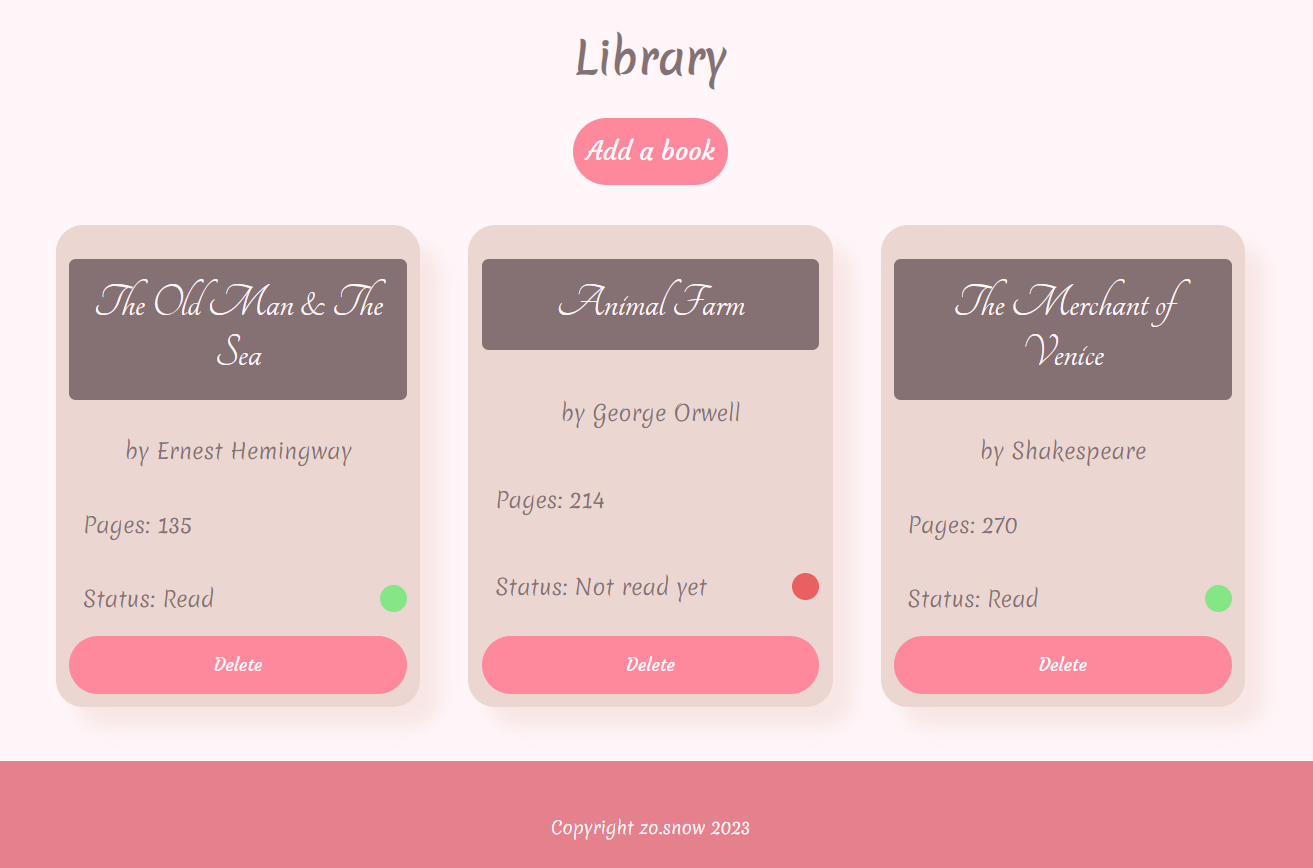 Library
Add a book
The Old Man & The
Sea
by Ernest Hemingway
Pages: 135
Status: Read
Delete
Animal Farm
by George Orwell
Pages: 214
Status: Not read yet
Delete
The Merchant of
Venice
by Shakespeare
Pages: 270
Status: Read
Delete
Copyright zo.snow 2023